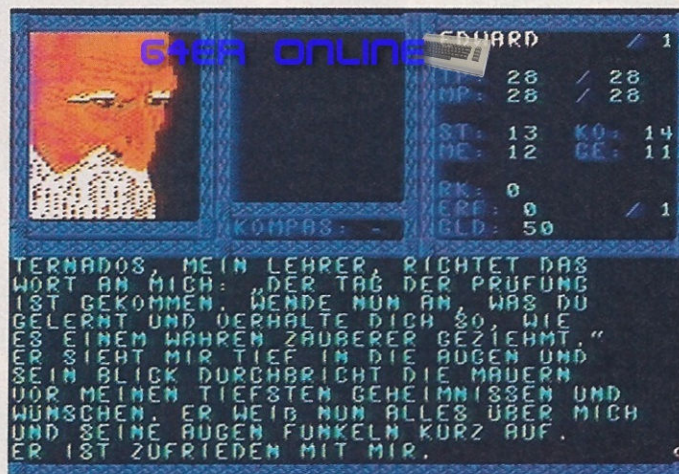 64ER ONLINE
EDUARD / 1
28 / 28
MP: 28 / 28
ST: 13 KO: 14
ME: 12 GE: 11
RK: 0
ERF: 0 / 1
GLD: 50
KOMPAS: -
TERNADOS, MEIN LEHRER, RICHTET DAS
WORT AN MICH: „DER TAG DER PRÜFUNG
IST GEKOMMEN. WENDE NUN AN, WAS DU
GELERNT UND VERHALTE DICH SO, WIE
ES EINEM WAHREN ZAUBERER GEZIEHMT.“
ER SIEHT MIR TIEF IN DIE AUGEN UND
SEIN BLICK DURCHBRICHT DIE MAUERN
VOR MEINEN TIEFSTEN GEHEIMNISSEN UND
WÜNSCHEN. ER WEIß NUN ALLES ÜBER MICH
UND SEINE AUGEN FUNKELN KURZ AUF.
ER IST ZUFRIEDEN MIT MIR.